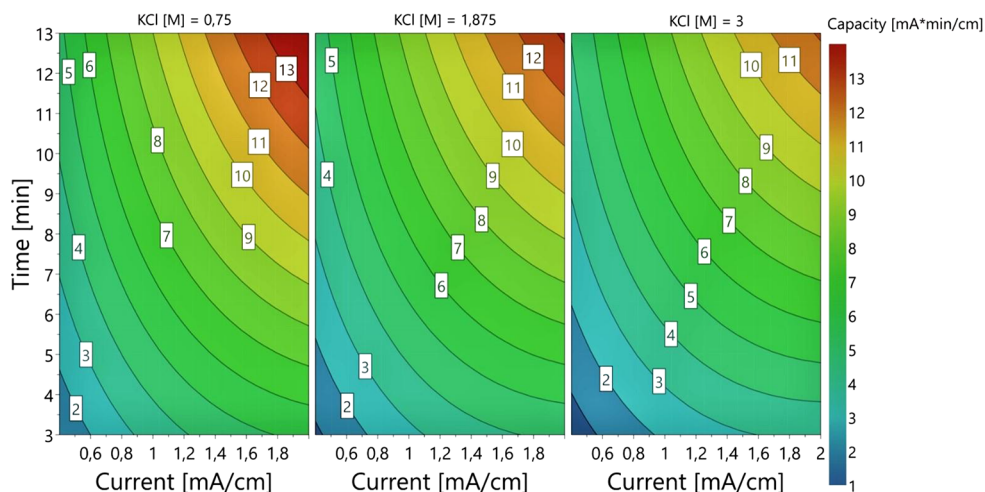 KCl [M] = 0,75
KCl [M] = 1,875
KCl [M] = 3
Capacity [mA*min/cm]
Time [min]
13
12
11
10
9
8
7
6
5
4
3
5 6 13 12 8 11 10 7 9 4 3 2
5 12 11 10 4 9 8 7 6 3 2
10 11 9 8 7 6 5 4 3 2
13
12
11
10
9
8
7
6
5
4
3
2
1
0,6 0,8 1 1,2 1,4 1,6 1,8
0,6 0,8 1 1,2 1,4 1,6 1,8
0,6 0,8 1 1,2 1,4 1,6 1,8 2
Current [mA/cm]
Current [mA/cm]
Current [mA/cm]